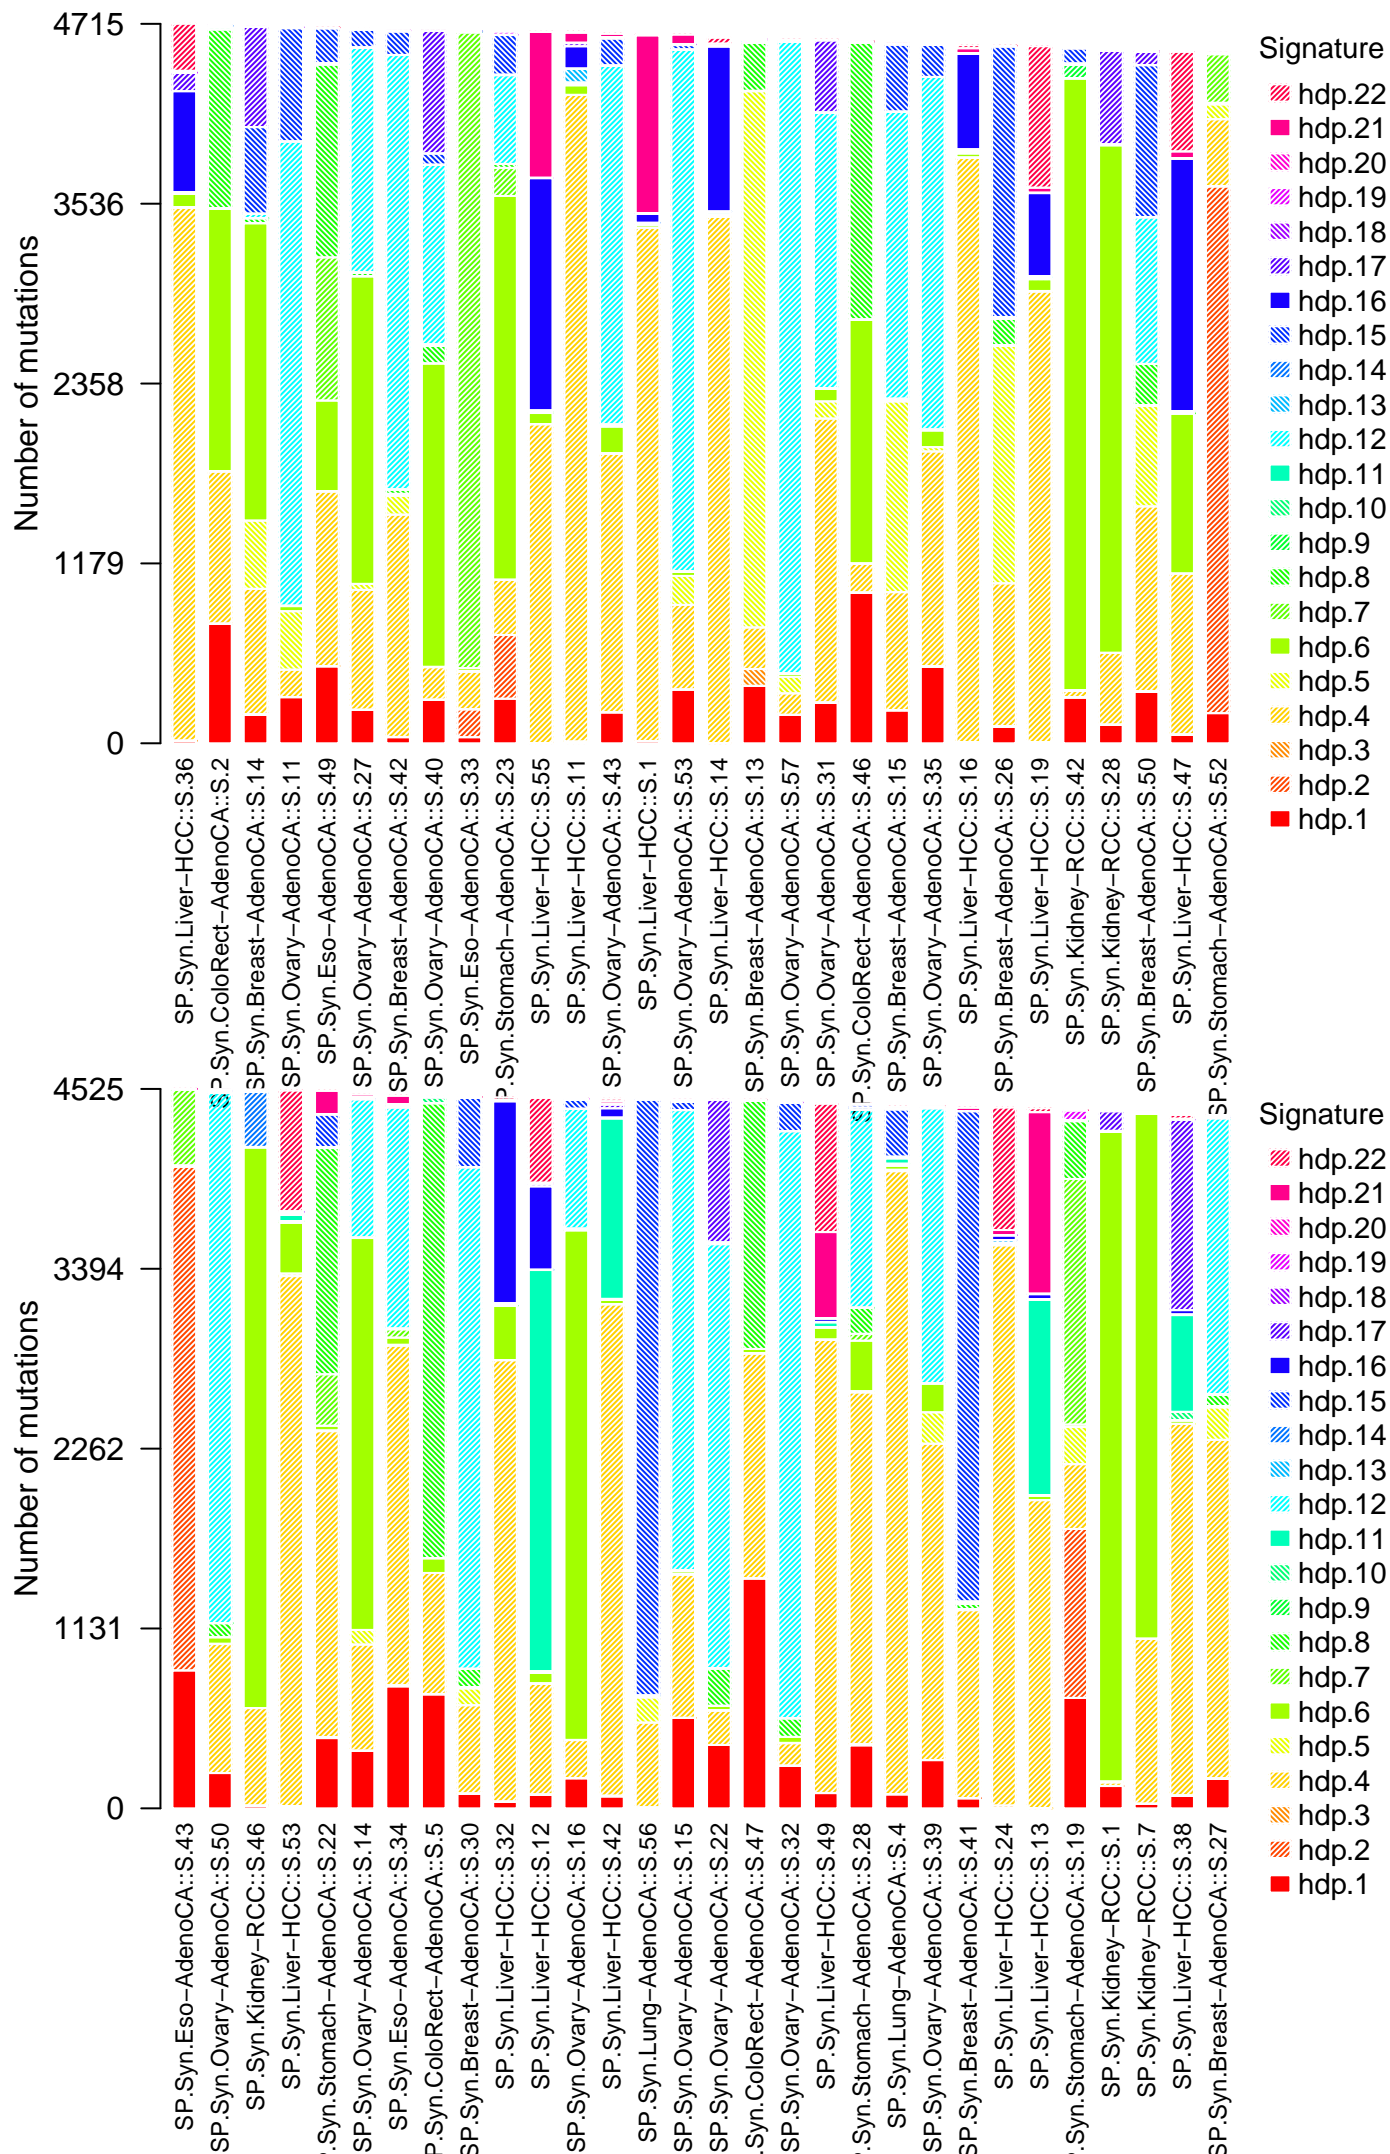 Number of mutations
4715
3536
2358
1179
0
SP.Syn.Liver−HCC::S.36
SP.Syn.ColoRect−AdenoCA::S.2
SP.Syn.Breast−AdenoCA::S.14
SP.Syn.Ovary−AdenoCA::S.11
SP.Syn.Eso−AdenoCA::S.49
SP.Syn.Ovary−AdenoCA::S.27
SP.Syn.Breast−AdenoCA::S.42
SP.Syn.Ovary−AdenoCA::S.40
SP.Syn.Eso−AdenoCA::S.33
P.Syn.Stomach−AdenoCA::S.23
SP.Syn.Liver−HCC::S.55
SP.Syn.Liver−HCC::S.11
SP.Syn.Ovary−AdenoCA::S.43
SP.Syn.Liver−HCC::S.1
SP.Syn.Ovary−AdenoCA::S.53
SP.Syn.Liver−HCC::S.14
SP.Syn.Breast−AdenoCA::S.13
SP.Syn.Ovary−AdenoCA::S.57
SP.Syn.Ovary−AdenoCA::S.31
SP.Syn.ColoRect−AdenoCA::S.46
SP.Syn.Breast−AdenoCA::S.15
SP.Syn.Ovary−AdenoCA::S.35
SP.Syn.Liver−HCC::S.16
SP.Syn.Breast−AdenoCA::S.26
SP.Syn.Liver−HCC::S.19
SP.Syn.Kidney−RCC::S.42
SP.Syn.Kidney−RCC::S.28
SP.Syn.Breast−AdenoCA::S.50
SP.Syn.Liver−HCC::S.47
SP.Syn.Stomach−AdenoCA::S.52
Signature
hdp.22
hdp.21
hdp.20
hdp.19
hdp.18
hdp.17
hdp.16
hdp.15
hdp.14
hdp.13
hdp.12
hdp.11
hdp.10
hdp.9
hdp.8
hdp.7
hdp.6
hdp.5
hdp.4
hdp.3
hdp.2
hdp.1
Number of mutations
4525
3394
2262
1131
0
SP.Syn.Eso−AdenoCA::S.43
SP.Syn.Ovary−AdenoCA::S.50
SP.Syn.Kidney−RCC::S.46
SP.Syn.Liver−HCC::S.53
P.Syn.Stomach−AdenoCA::S.22
SP.Syn.Ovary−AdenoCA::S.14
SP.Syn.Eso−AdenoCA::S.34
P.Syn.ColoRect−AdenoCA::S.5
SP.Syn.Breast−AdenoCA::S.30
SP.Syn.Liver−HCC::S.32
SP.Syn.Liver−HCC::S.12
SP.Syn.Ovary−AdenoCA::S.16
SP.Syn.Liver−HCC::S.42
SP.Syn.Lung−AdenoCA::S.56
SP.Syn.Ovary−AdenoCA::S.15
SP.Syn.Ovary−AdenoCA::S.22
.Syn.ColoRect−AdenoCA::S.47
SP.Syn.Ovary−AdenoCA::S.32
SP.Syn.Liver−HCC::S.49
P.Syn.Stomach−AdenoCA::S.28
SP.Syn.Lung−AdenoCA::S.4
SP.Syn.Ovary−AdenoCA::S.39
SP.Syn.Breast−AdenoCA::S.41
SP.Syn.Liver−HCC::S.24
SP.Syn.Liver−HCC::S.13
P.Syn.Stomach−AdenoCA::S.19
SP.Syn.Kidney−RCC::S.1
SP.Syn.Kidney−RCC::S.7
SP.Syn.Liver−HCC::S.38
SP.Syn.Breast−AdenoCA::S.27
Signature
hdp.22
hdp.21
hdp.20
hdp.19
hdp.18
hdp.17
hdp.16
hdp.15
hdp.14
hdp.13
hdp.12
hdp.11
hdp.10
hdp.9
hdp.8
hdp.7
hdp.6
hdp.5
hdp.4
hdp.3
hdp.2
hdp.1